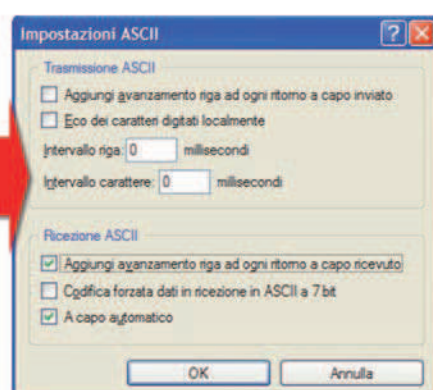 Impostazioni ASCII
Trasmissione ASCII
Aggiungi avanzamento riga ad ogni ritorno a capo inviato
Eco dei caratteri digitati localmente
Intervallo riga: 0 millisecondi
Intervallo carattere: 0 millisecondi
Ricezione ASCII
Aggiungi avanzamento riga ad ogni ritorno a capo ricevuto
Codifica forzata dati in ricezione in ASCII a 7 bit
A capo automatico
OK Annulla